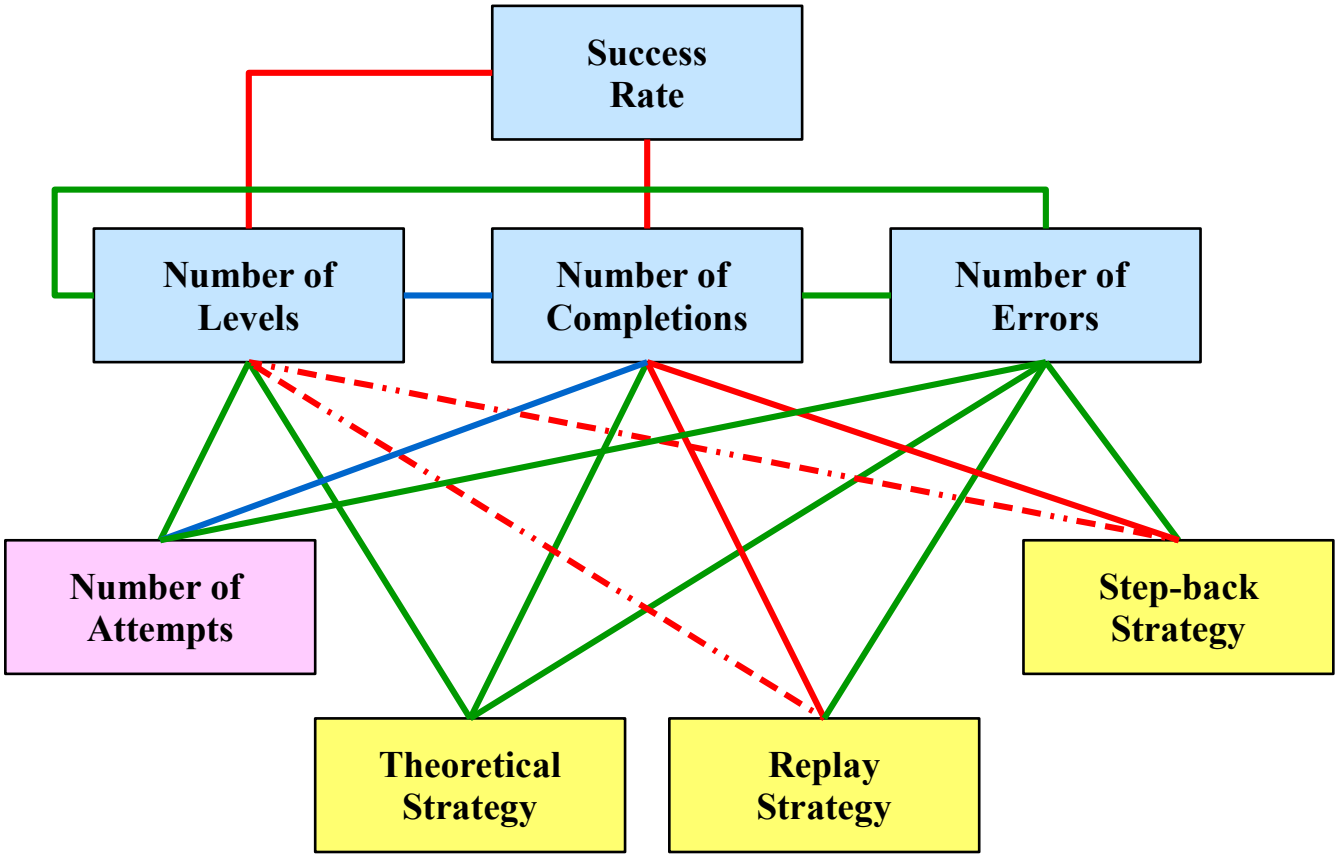 Success
Rate
Number of
Levels
Number of
Completions
Number of
Errors
Number of
Attempts
Step-back
Strategy
Theoretical
Strategy
Replay
Strategy